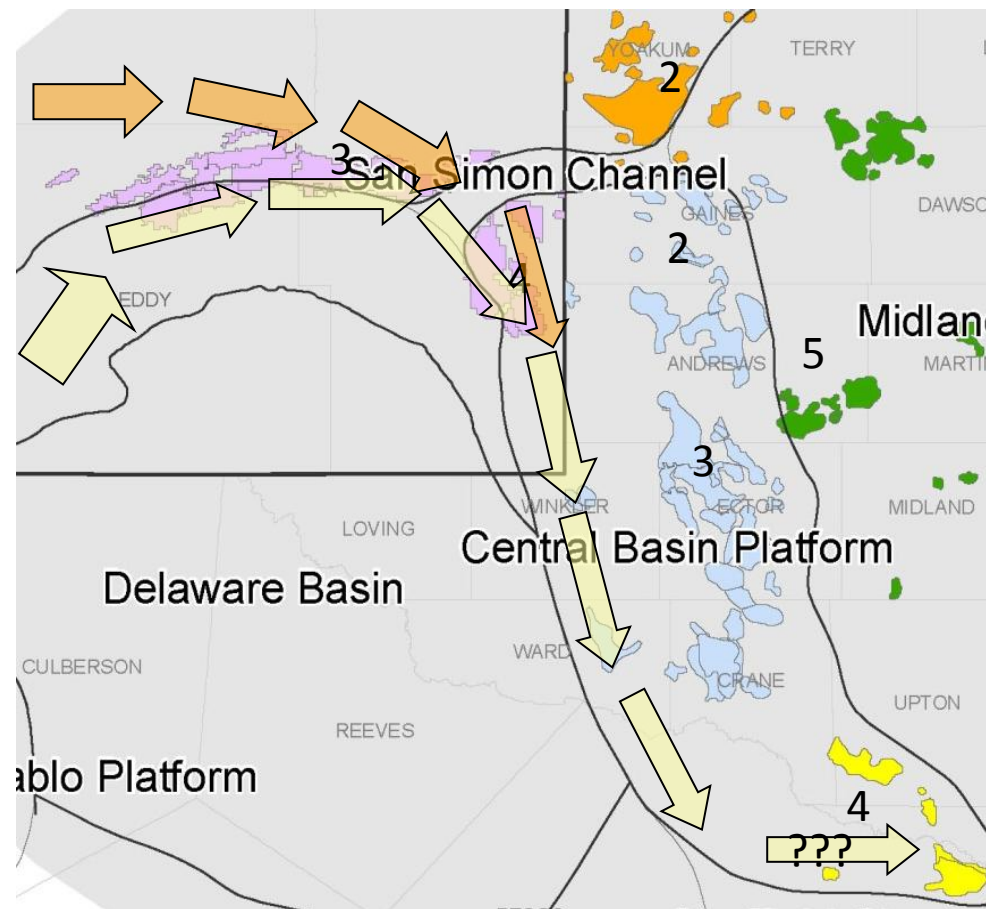 YOAKUM
TERRY
2
3
San Simon Channel
LEA
GAINES
DAWSO
2
4
EDDY
Midlan
5
ANDREWS
MARTI
3
WINKLER
ECTOR
MIDLAND
LOVING
Central Basin Platform
Delaware Basin
WARD
CULBERSON
CRANE
UPTON
REEVES
ablo Platform
4
???